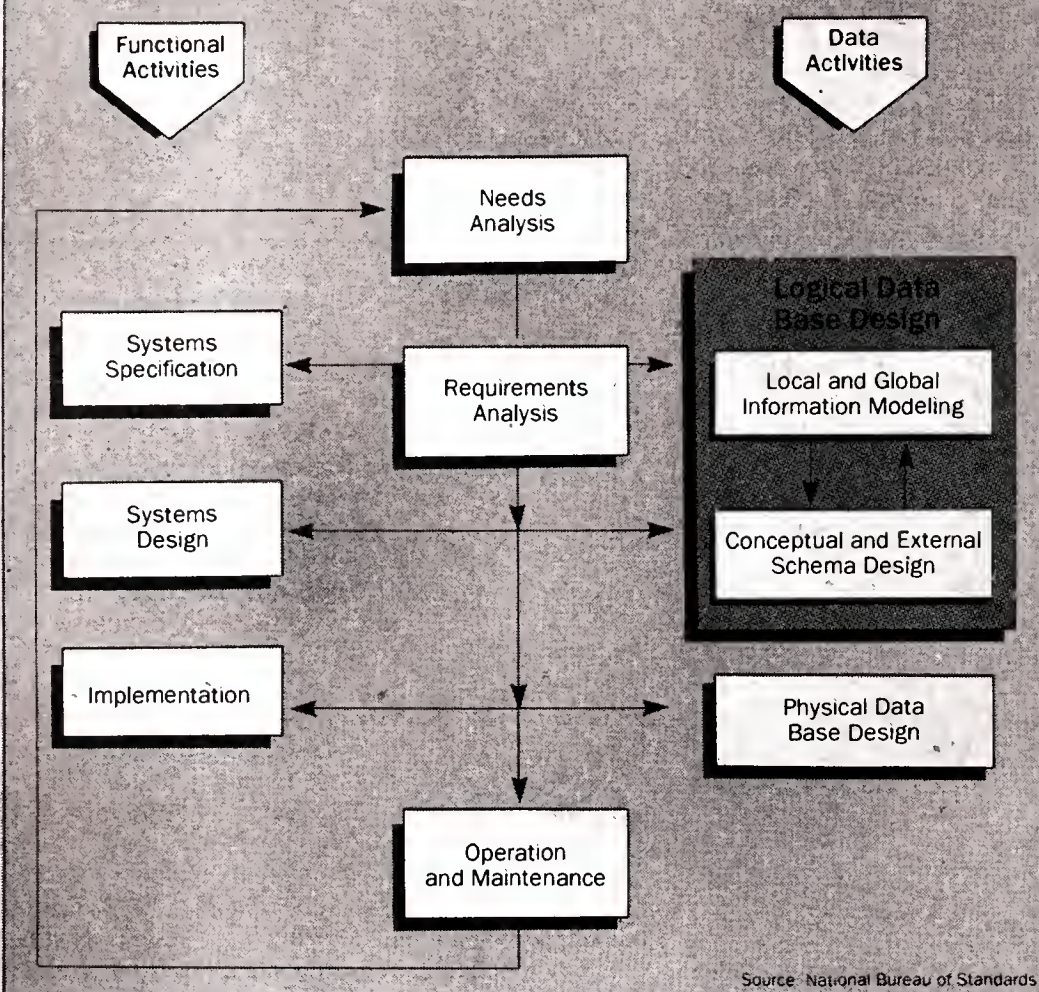 Functional
Activities
Data
Activities
Needs
Analysis
Logical Data
Base Design
Systems
Specification
Requirements
Analysis
Local and Global
Information Modeling
Systems
Design
Conceptual and External
Schema Design
Implementation
Physical Data
Base Design
Operation
and Maintenance
Source: National Bureau of Standards